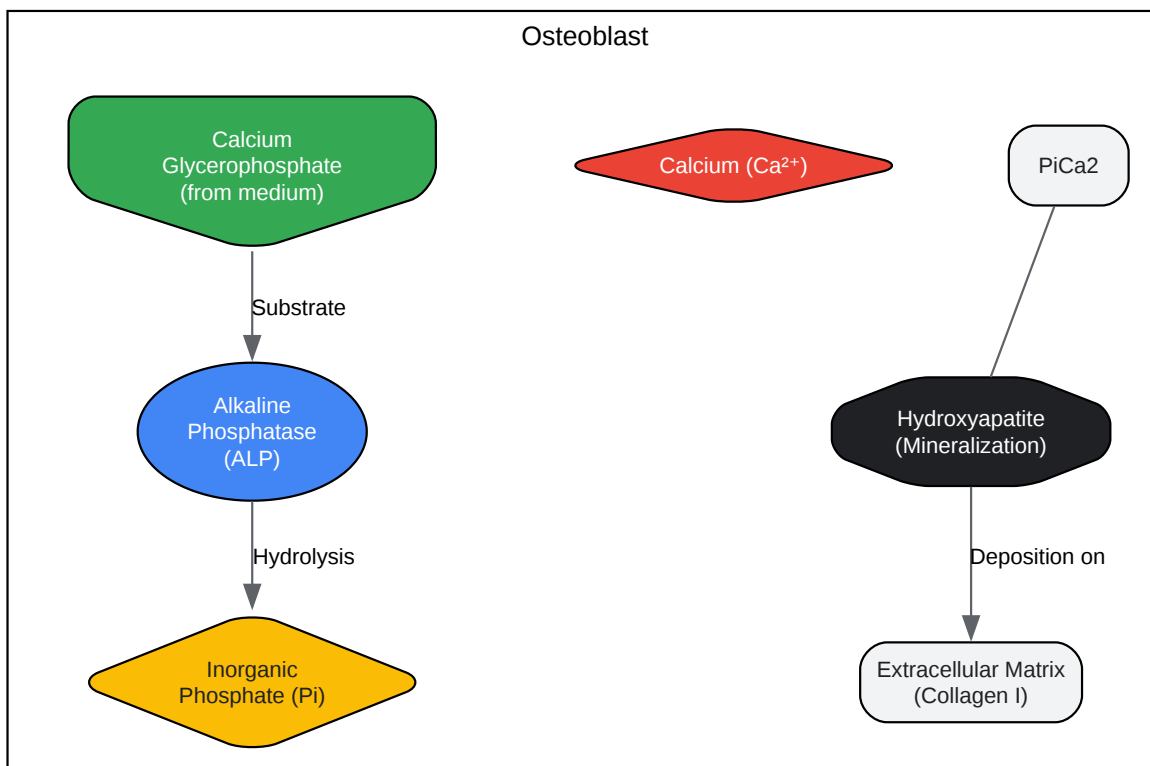 Osteoblast
Calcium
Glycerophosphate
(from medium)
Calcium (Ca²⁺)
PiCa2
Substrate
Alkaline
Phosphatase
(ALP)
Hydroxyapatite
(Mineralization)
Hydrolysis
Deposition on
Inorganic
Phosphate (Pi)
Extracellular Matrix
(Collagen I)